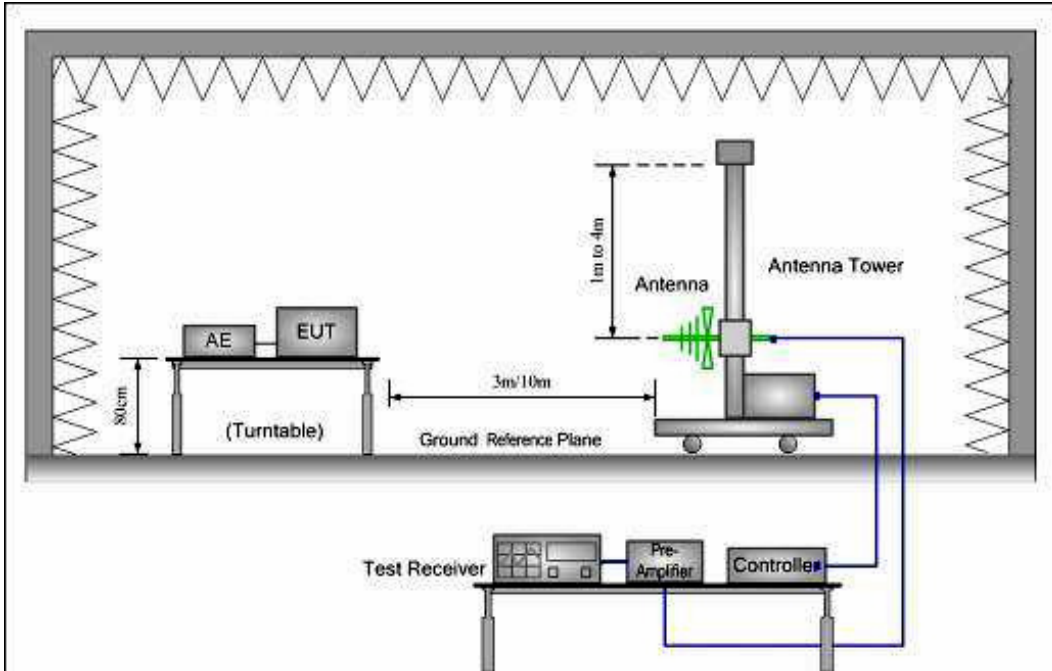 1m to 4m
Antenna
Antenna Tower
AE
EUT
80cm
(Turntable)
3m/10m
Ground Reference Plane
Test Receiver
Pre-
Amplifier
Controller